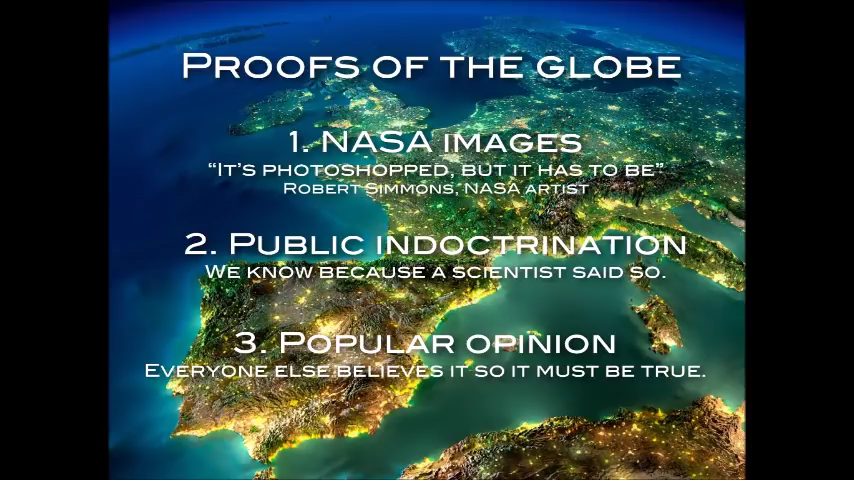 PROOFS OF THE GLOBE
1. NASA IMAGES
“IT’S PHOTOSHOPPED, BUT IT HAS TO BE”
ROBERT SIMMONS, NASA ARTIST
2. PUBLIC INDOCTRINATION
WE KNOW BECAUSE A SCIENTIST SAID SO.
3. POPULAR OPINION
EVERYONE ELSE BELIEVES IT SO IT MUST BE TRUE.